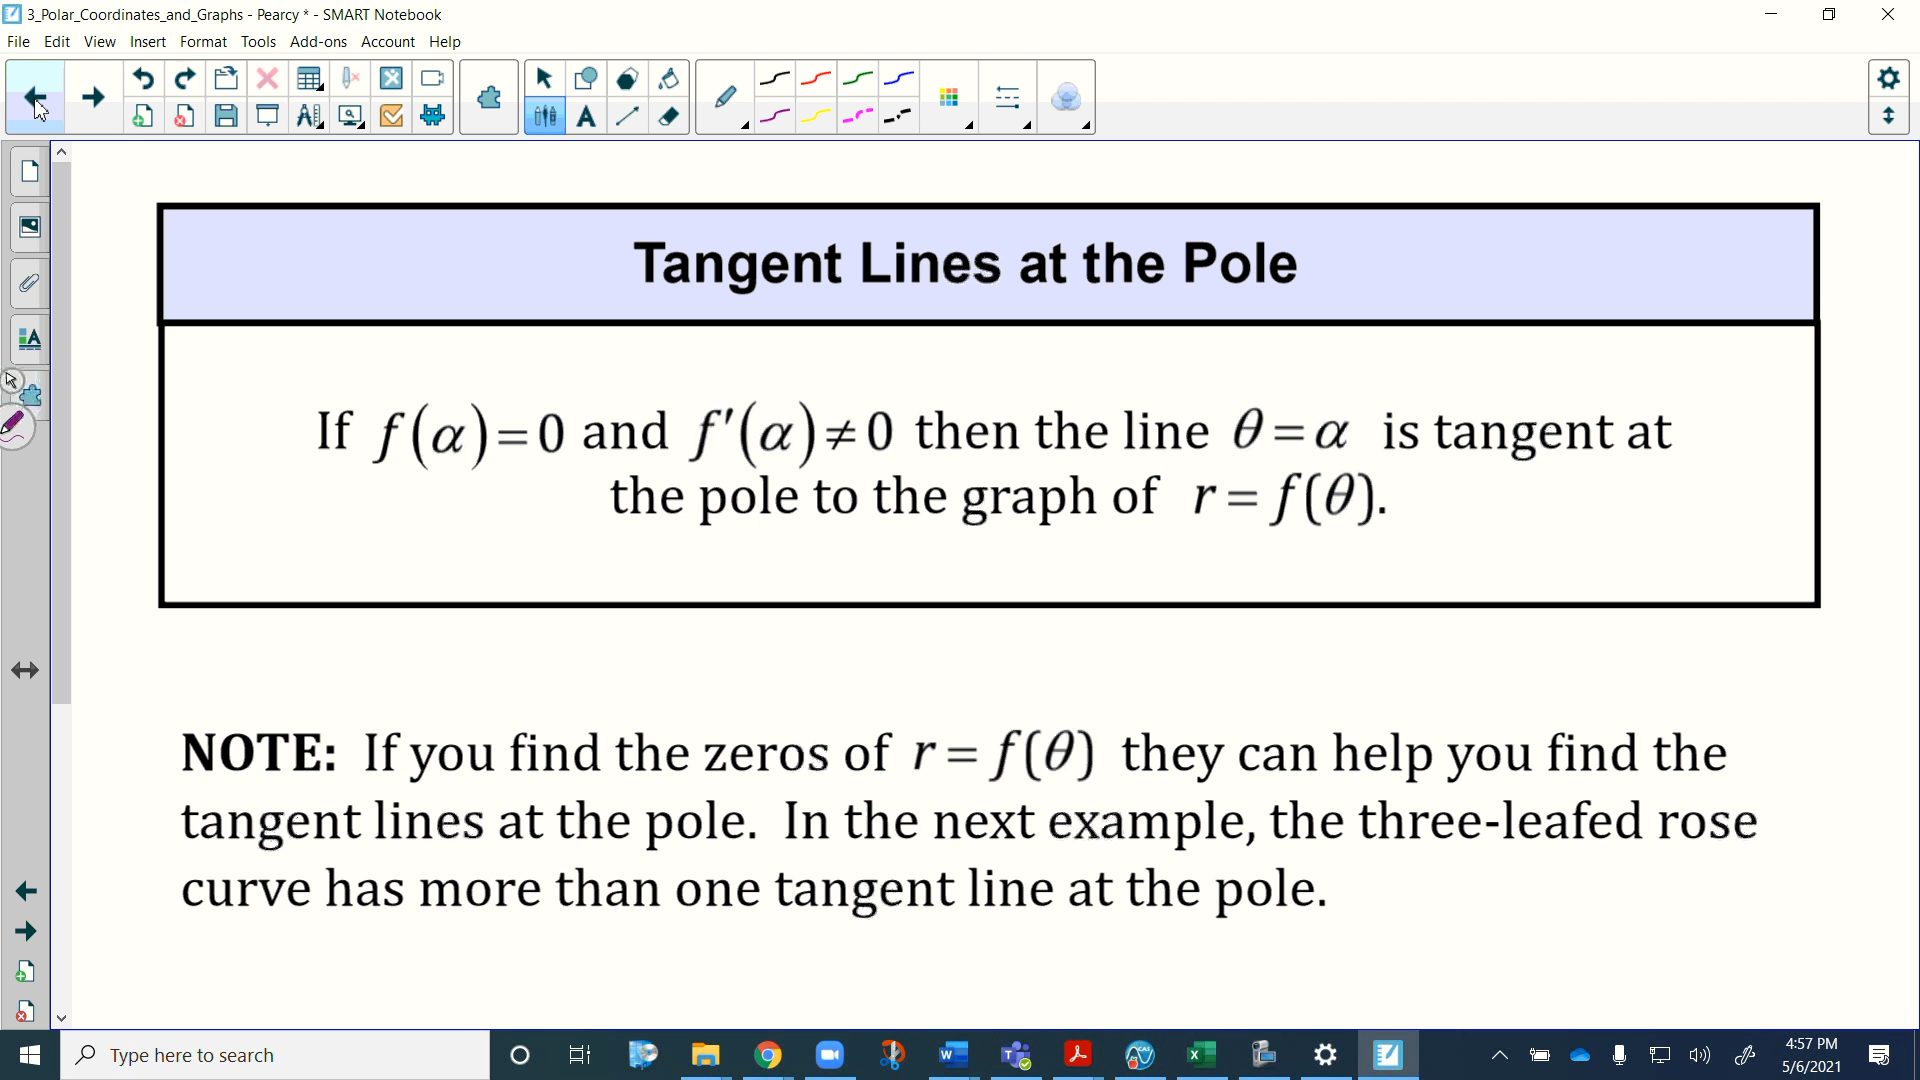 3_Polar_Coordinates_and_Graphs - Pearcy * - SMART Notebook
File Edit View Insert Format Tools Add-ons Account Help
Tangent Lines at the Pole
If f(α)=0 and f′(α)≠0 then the line θ=α is tangent at
the pole to the graph of r=f(θ).
NOTE: If you find the zeros of r=f(θ) they can help you find the
tangent lines at the pole. In the next example, the three-leafed rose
curve has more than one tangent line at the pole.
Type here to search
4:57 PM
5/6/2021